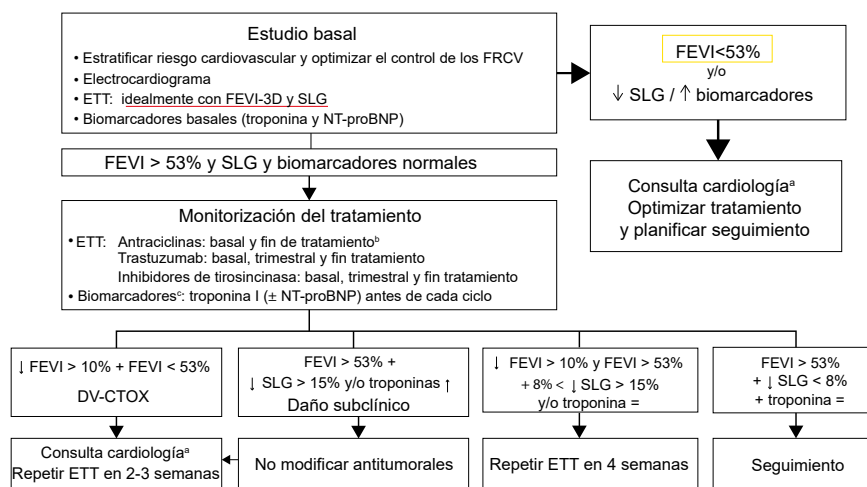 Estudio basal
• Estratificar riesgo cardiovascular y optimizar el control de los FRCV
• Electrocardiograma
• ETT: idealmente con FEVI-3D y SLG
• Biomarcadores basales (troponina y NT-proBNP)
FEVI<53%
y/o
↓ SLG / ↑ biomarcadores
FEVI > 53% y SLG y biomarcadores normales
Consulta cardiologíaᵃ
Optimizar tratamiento
y planificar seguimiento
Monitorización del tratamiento
• ETT: Antraciclinas: basal y fin de tratamientoᵇ
Trastuzumab: basal, trimestral y fin tratamiento
Inhibidores de tirosincinasa: basal, trimestral y fin tratamiento
• Biomarcadoresᶜ: troponina I (± NT-proBNP) antes de cada ciclo
↓ FEVI > 10% + FEVI < 53%
DV-CTOX
FEVI > 53% +
↓ SLG > 15% y/o troponinas ↑
Daño subclínico
↓ FEVI > 10% y FEVI > 53%
+ 8% < ↓ SLG > 15%
y/o troponina =
FEVI > 53%
+ ↓ SLG < 8%
+ troponina =
Consulta cardiologíaᵃ
Repetir ETT en 2-3 semanas
No modificar antitumorales
Repetir ETT en 4 semanas
Seguimiento